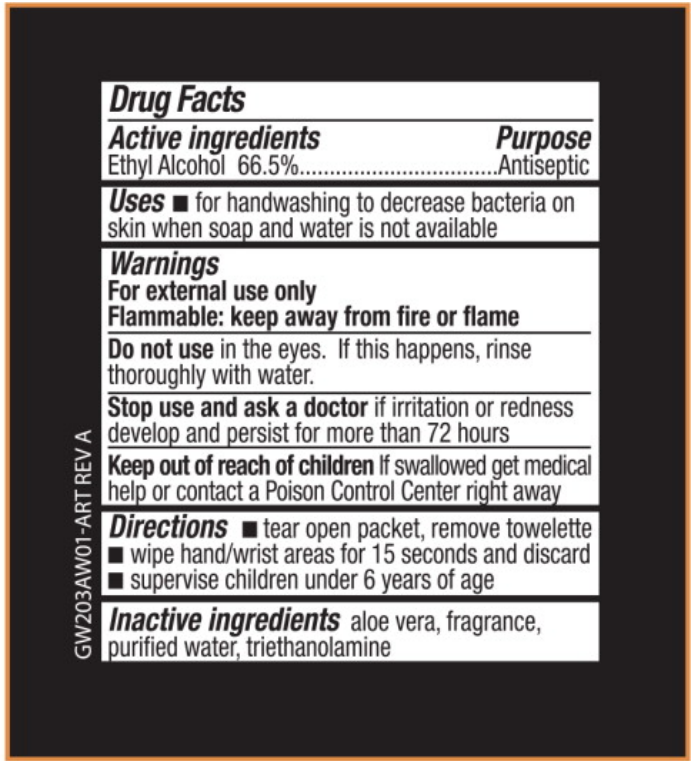 Drug Facts
Active ingredients Purpose
Ethyl Alcohol 66.5%.................................Antiseptic
Uses ■ for handwashing to decrease bacteria on
skin when soap and water is not available
Warnings
For external use only
Flammable: keep away from fire or flame
Do not use in the eyes. If this happens, rinse
thoroughly with water.
Stop use and ask a doctor if irritation or redness
develop and persist for more than 72 hours
Keep out of reach of children If swallowed get medical
help or contact a Poison Control Center right away
Directions ■ tear open packet, remove towelette
■ wipe hand/wrist areas for 15 seconds and discard
■ supervise children under 6 years of age
Inactive ingredients aloe vera, fragrance,
purified water, triethanolamine
GW203AW01-ART REV A